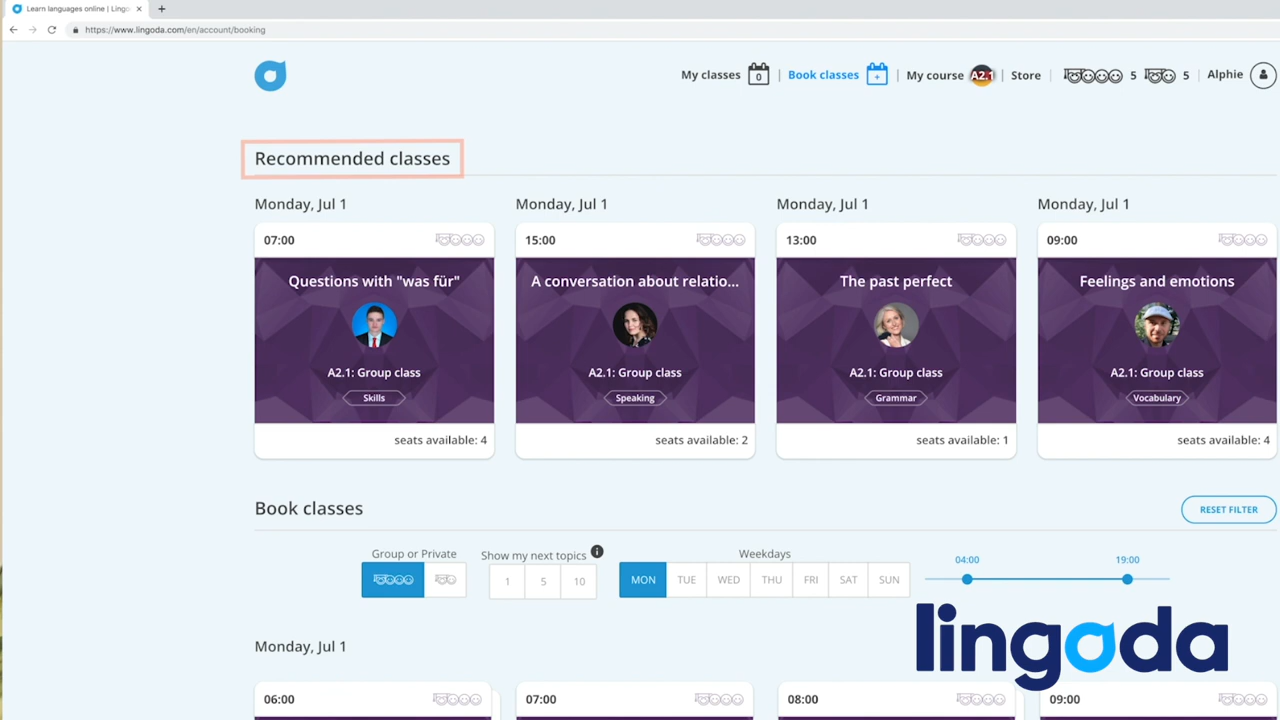 Learn languages online | Lingo
https://www.lingoda.com/en/account/booking
My classes 0 | Book classes + | My course A2.1 | Store | 5 5 | Alphie
Recommended classes
Monday, Jul 1 Monday, Jul 1 Monday, Jul 1 Monday, Jul 1
07:00 15:00 13:00 09:00
Questions with "was für" A conversation about relatio... The past perfect Feelings and emotions
A2.1: Group class A2.1: Group class A2.1: Group class A2.1: Group class
Skills Speaking Grammar Vocabulary
seats available: 4 seats available: 2 seats available: 1 seats available: 4
Book classes RESET FILTER
Group or Private Show my next topics Weekdays 04:00 19:00
1 5 10 MON TUE WED THU FRI SAT SUN
lingoda
Monday, Jul 1
06:00 07:00 08:00 09:00